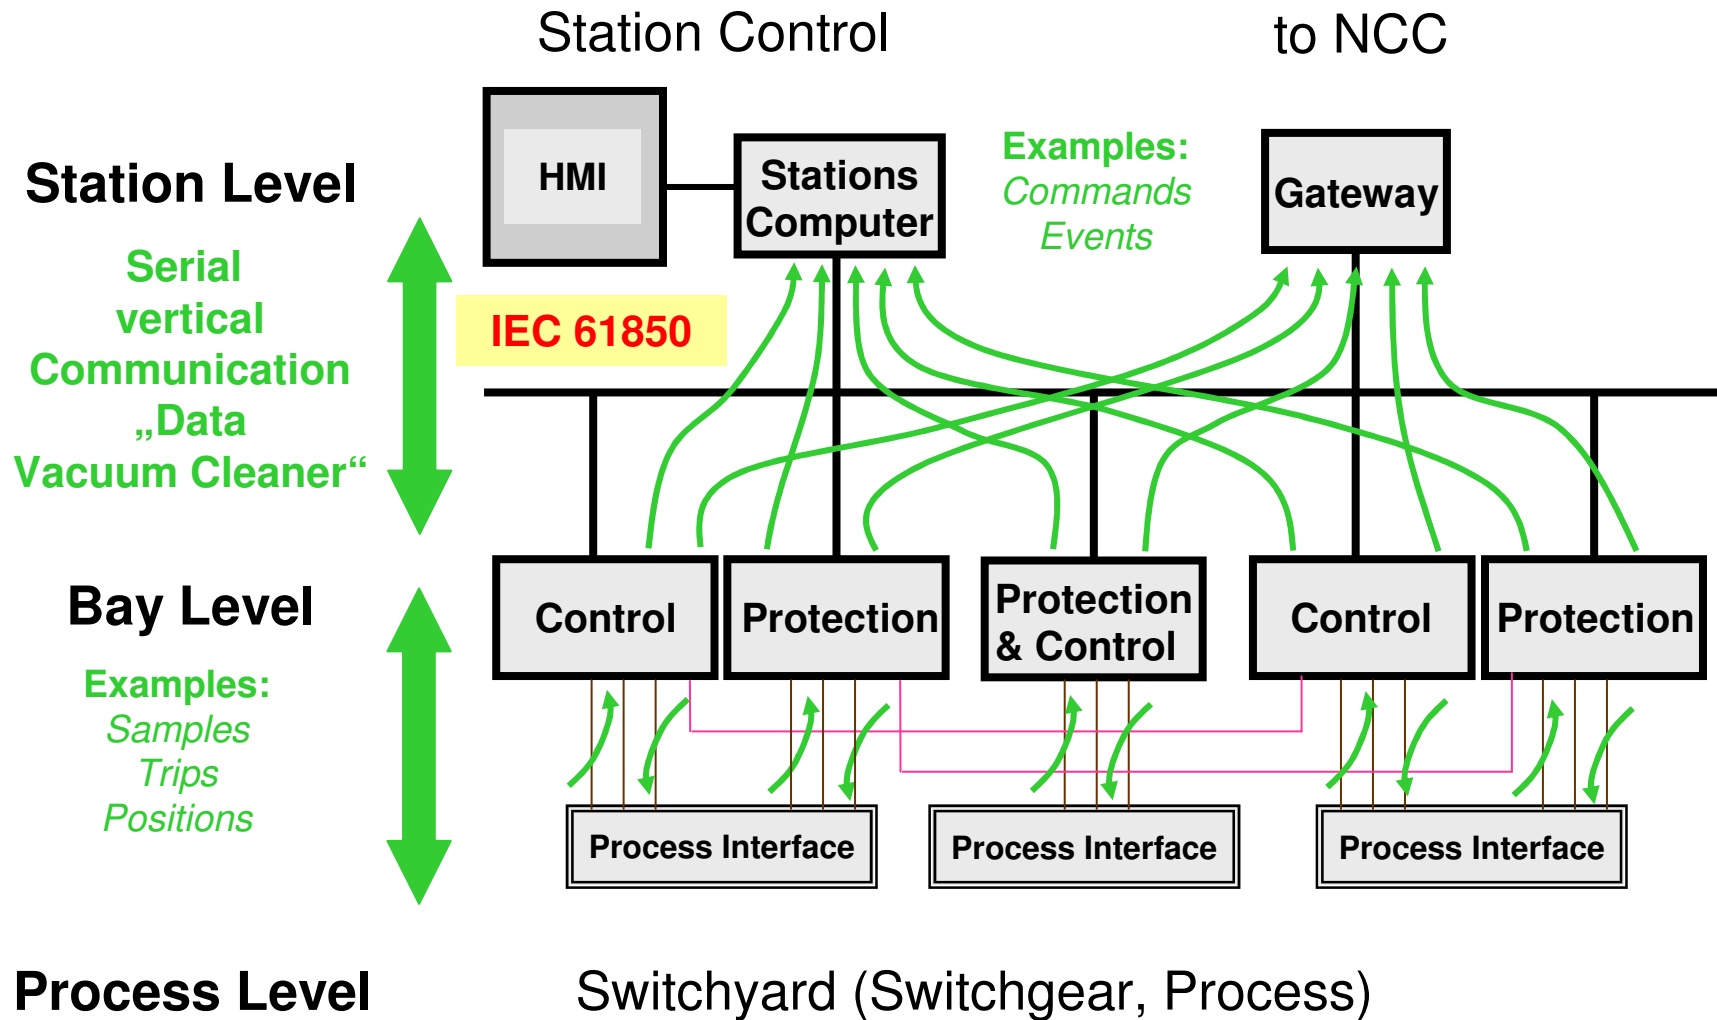 Station Control
to NCC
Station Level
HMI
Stations
Computer
Examples:
Commands
Events
Gateway
Serial
vertical
Communication
„Data
Vacuum Cleaner“
IEC 61850
Bay Level
Control
Protection
Protection
& Control
Control
Protection
Examples:
Samples
Trips
Positions
Process Interface
Process Interface
Process Interface
Process Level
Switchyard (Switchgear, Process)